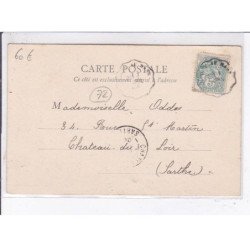 60 €
CARTE POSTALE
Ce côté est exclusivement réservé à l'adresse
72
Mademoiselle Oddos
34, Rue St Martin
Chateau du Loir
(Sarthe)